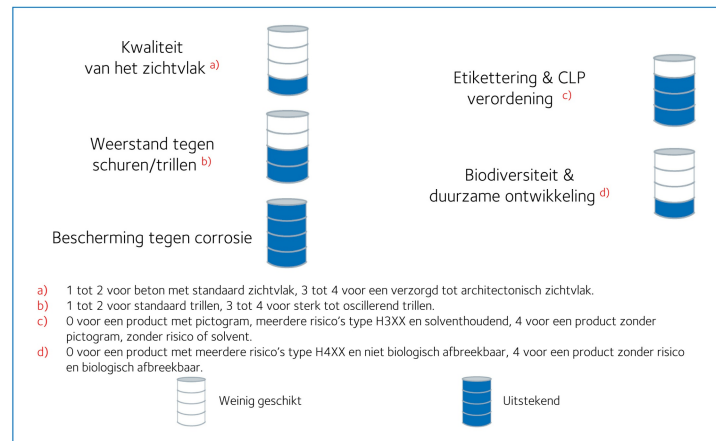 Kwaliteit
van het zichtvlak a)
Weerstand tegen
schuren/trillen b)
Bescherming tegen corrosie
Etikettering & CLP
verordening c)
Biodiversiteit &
duurzame ontwikkeling d)
a) 1 tot 2 voor beton met standaard zichtvlak, 3 tot 4 voor een verzorgd tot architectonisch zichtvlak.
b) 1 tot 2 voor standaard trillen, 3 tot 4 voor sterk tot oscillerend trillen.
c) 0 voor een product met pictogram, meerdere risico's type H3XX en solventhoudend, 4 voor een product zonder
pictogram, zonder risico of solvent.
d) 0 voor een product met meerdere risico's type H4XX en niet biologisch afbreekbaar, 4 voor een product zonder risico
en biologisch afbreekbaar.
Weinig geschikt
Uitstekend